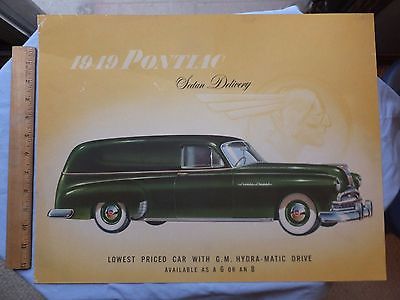 1949 PONTIAC
Sedan Delivery
LOWEST PRICED CAR WITH G.M. HYDRA-MATIC DRIVE
AVAILABLE AS A 6 OR AN 8